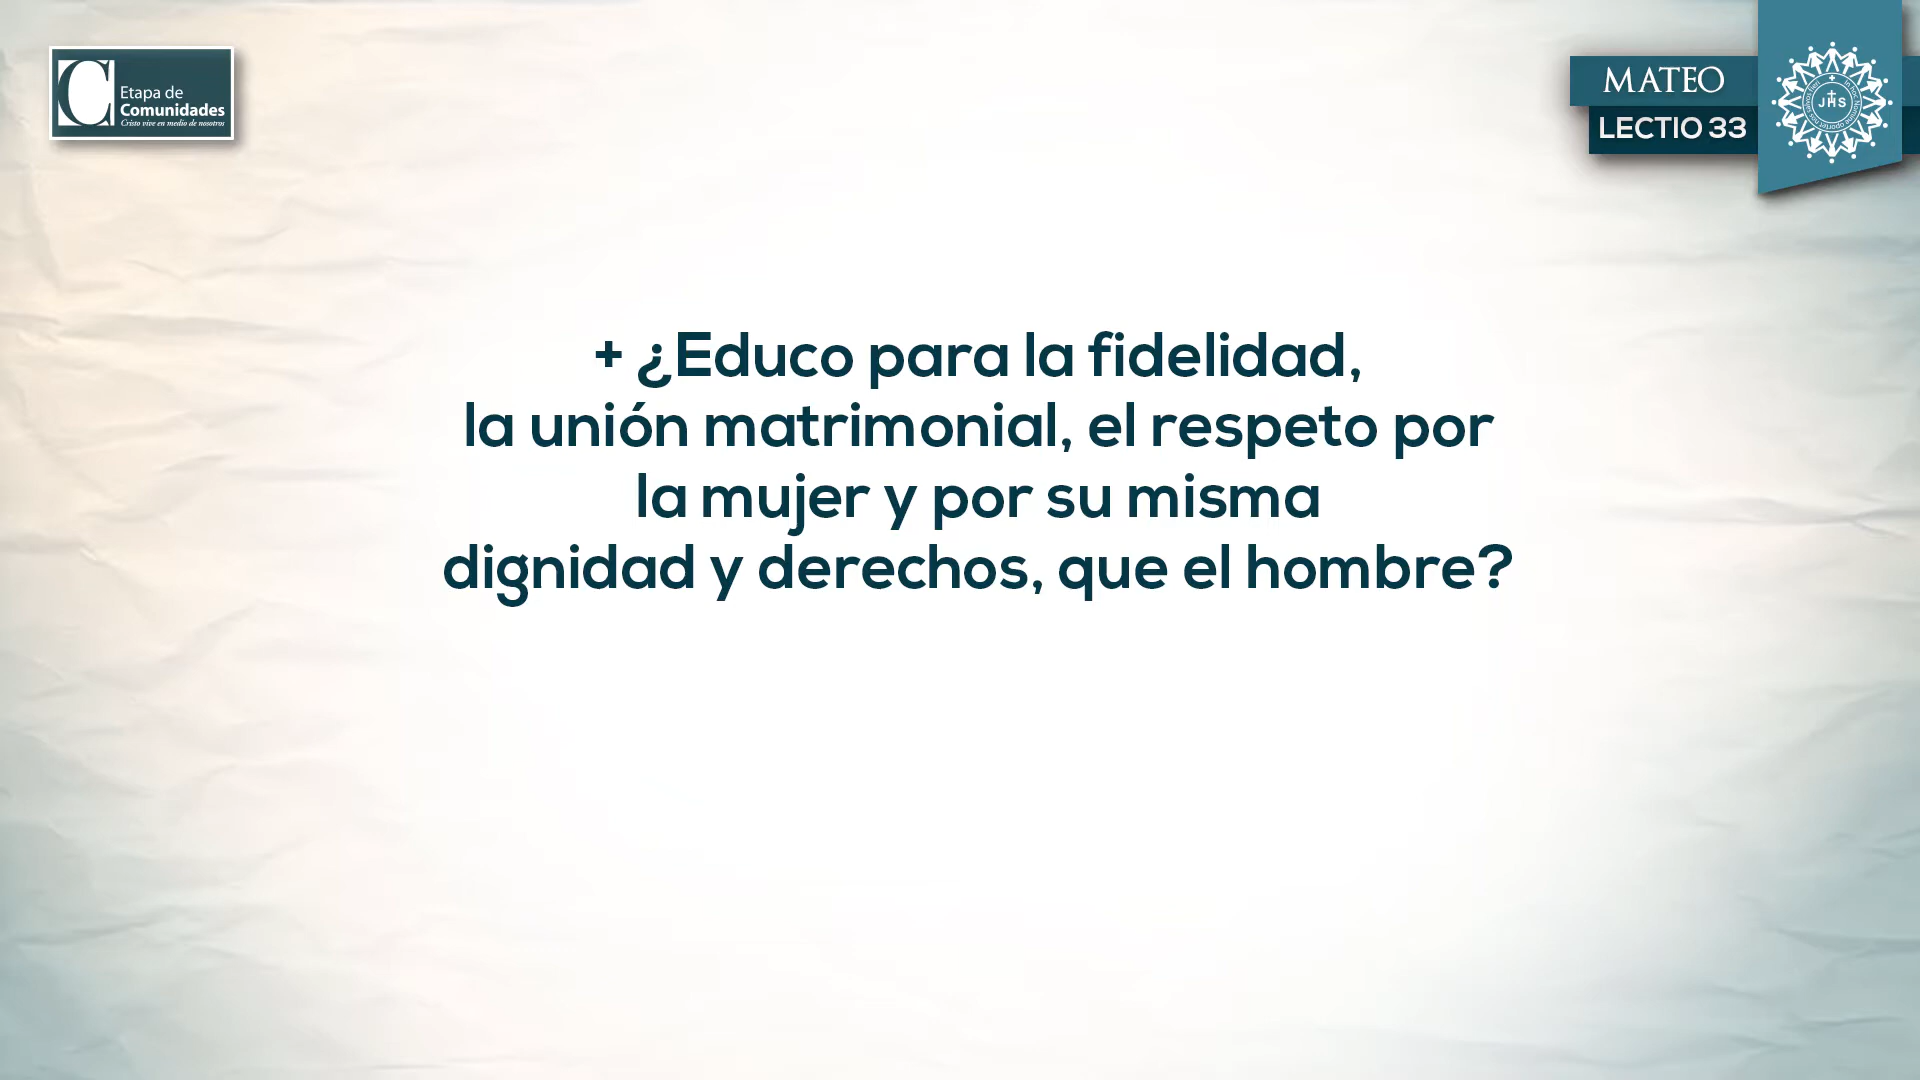 C
Etapa de
Comunidades
Cristo vive en medio de nosotros
MATEO
LECTIO 33
JHS
+ ¿Educo para la fidelidad,
la unión matrimonial, el respeto por
la mujer y por su misma
dignidad y derechos, que el hombre?